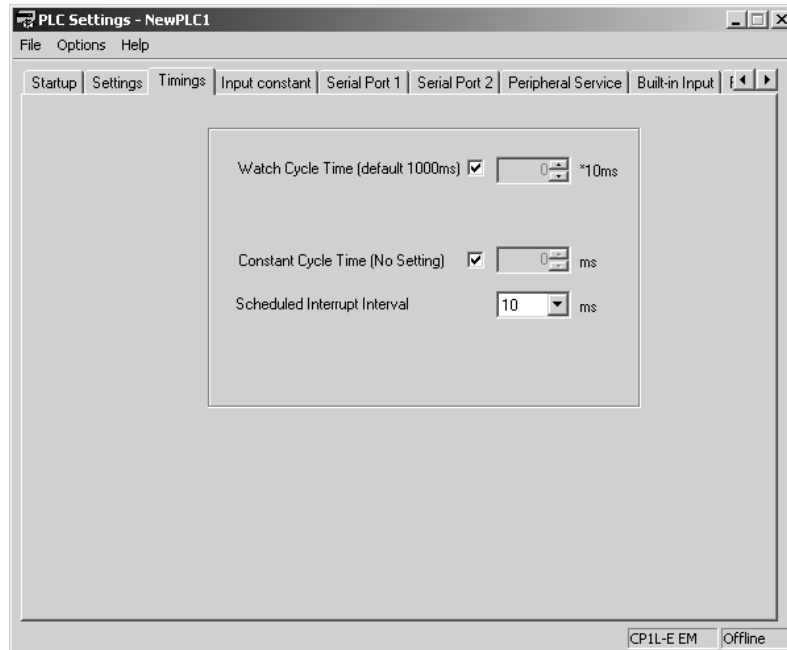 PLC Settings - NewPLC1
File Options Help
Startup Settings Timings Input constant Serial Port 1 Serial Port 2 Peripheral Service Built-in Input
Watch Cycle Time (default 1000ms) 0 *10ms
Constant Cycle Time (No Setting) 0 ms
Scheduled Interrupt Interval 10 ms
CP1L-E EM Offline